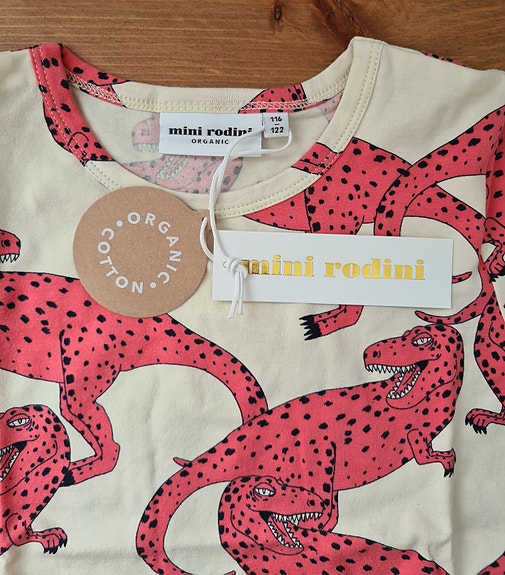 mini rodini
ORGANIC
116
–
122
ORGANIC • COTTON •
mini rodini